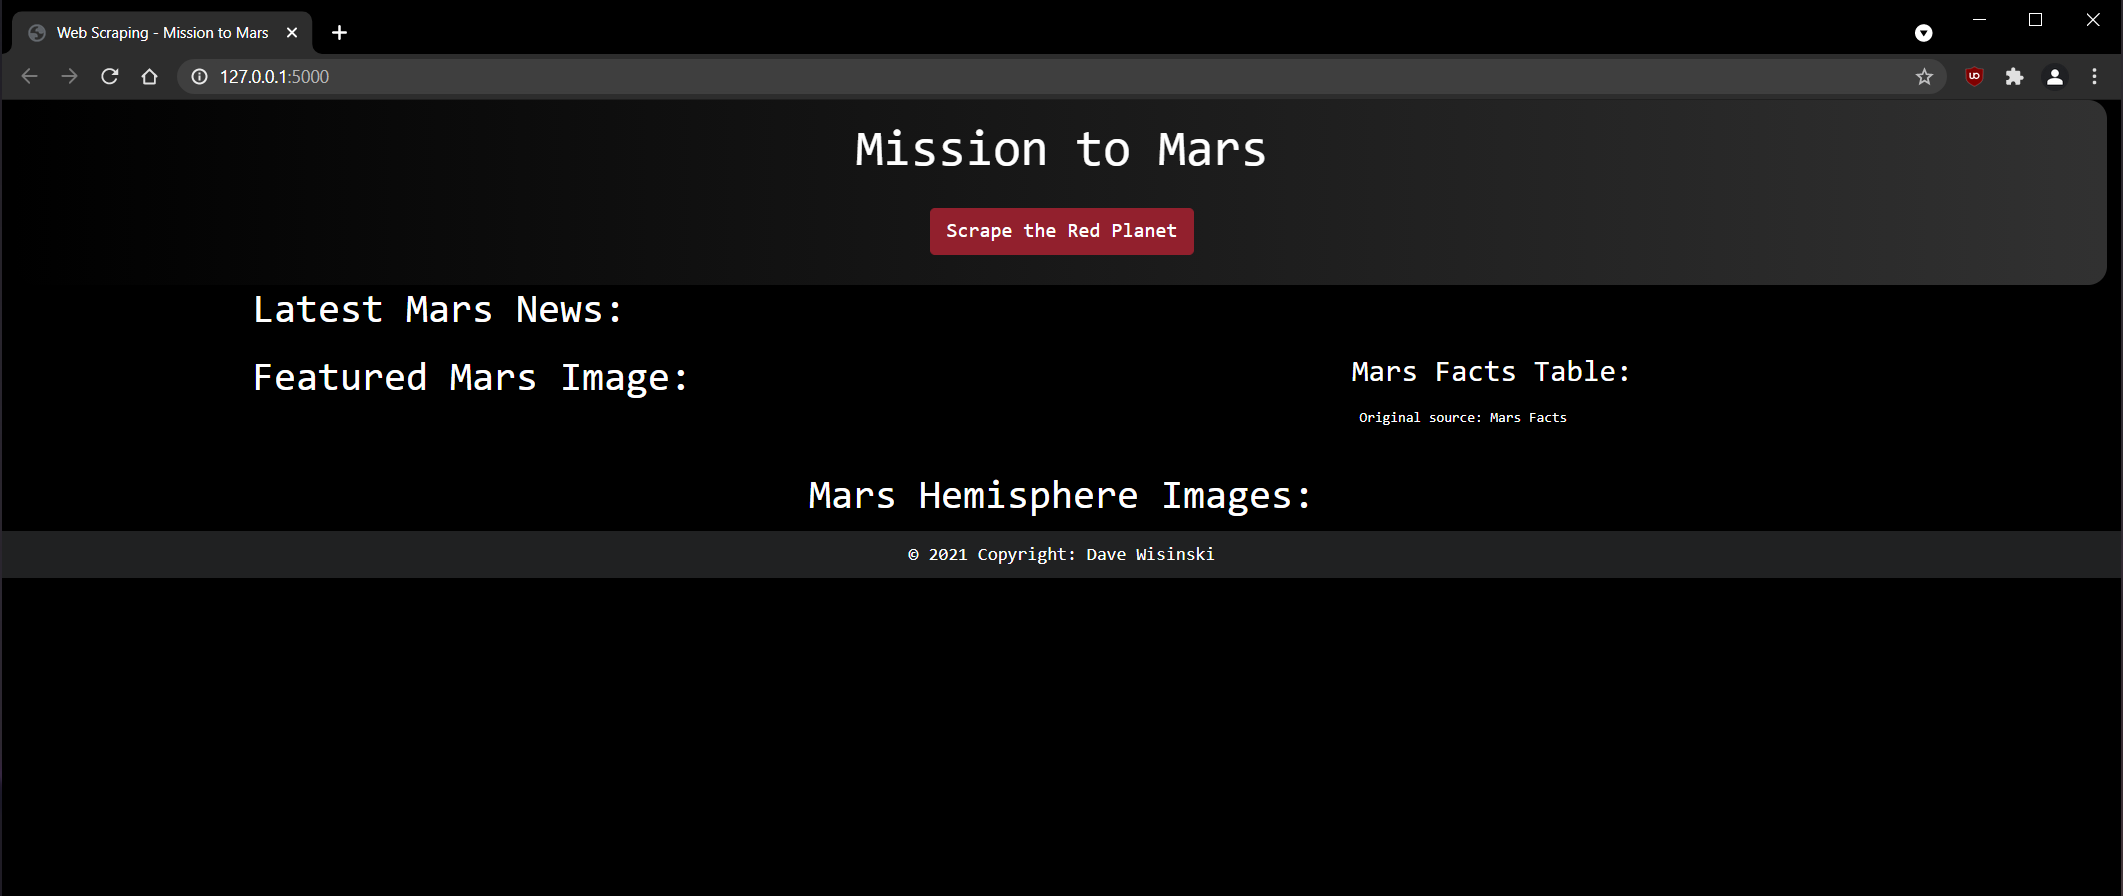 Web Scraping - Mission to Mars
127.0.0.1:5000
Mission to Mars
Scrape the Red Planet
Latest Mars News:
Featured Mars Image:
Mars Facts Table:
Original source: Mars Facts
Mars Hemisphere Images:
© 2021 Copyright: Dave Wisinski